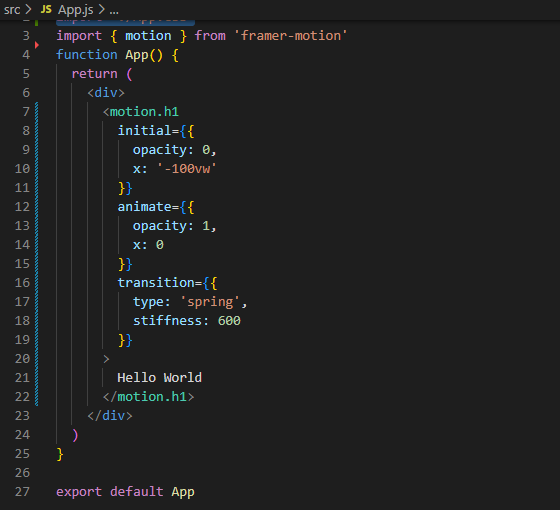 src > JS App.js > ...
3 import { motion } from 'framer-motion'
4 function App() {
5 return (
6 <div>
7 <motion.h1
8 initial={{
9 opacity: 0,
10 x: '-100vw'
11 }}
12 animate={{
13 opacity: 1,
14 x: 0
15 }}
16 transition={{
17 type: 'spring',
18 stiffness: 600
19 }}
20 >
21 Hello World
22 </motion.h1>
23 </div>
24 )
25 }
26
27 export default App